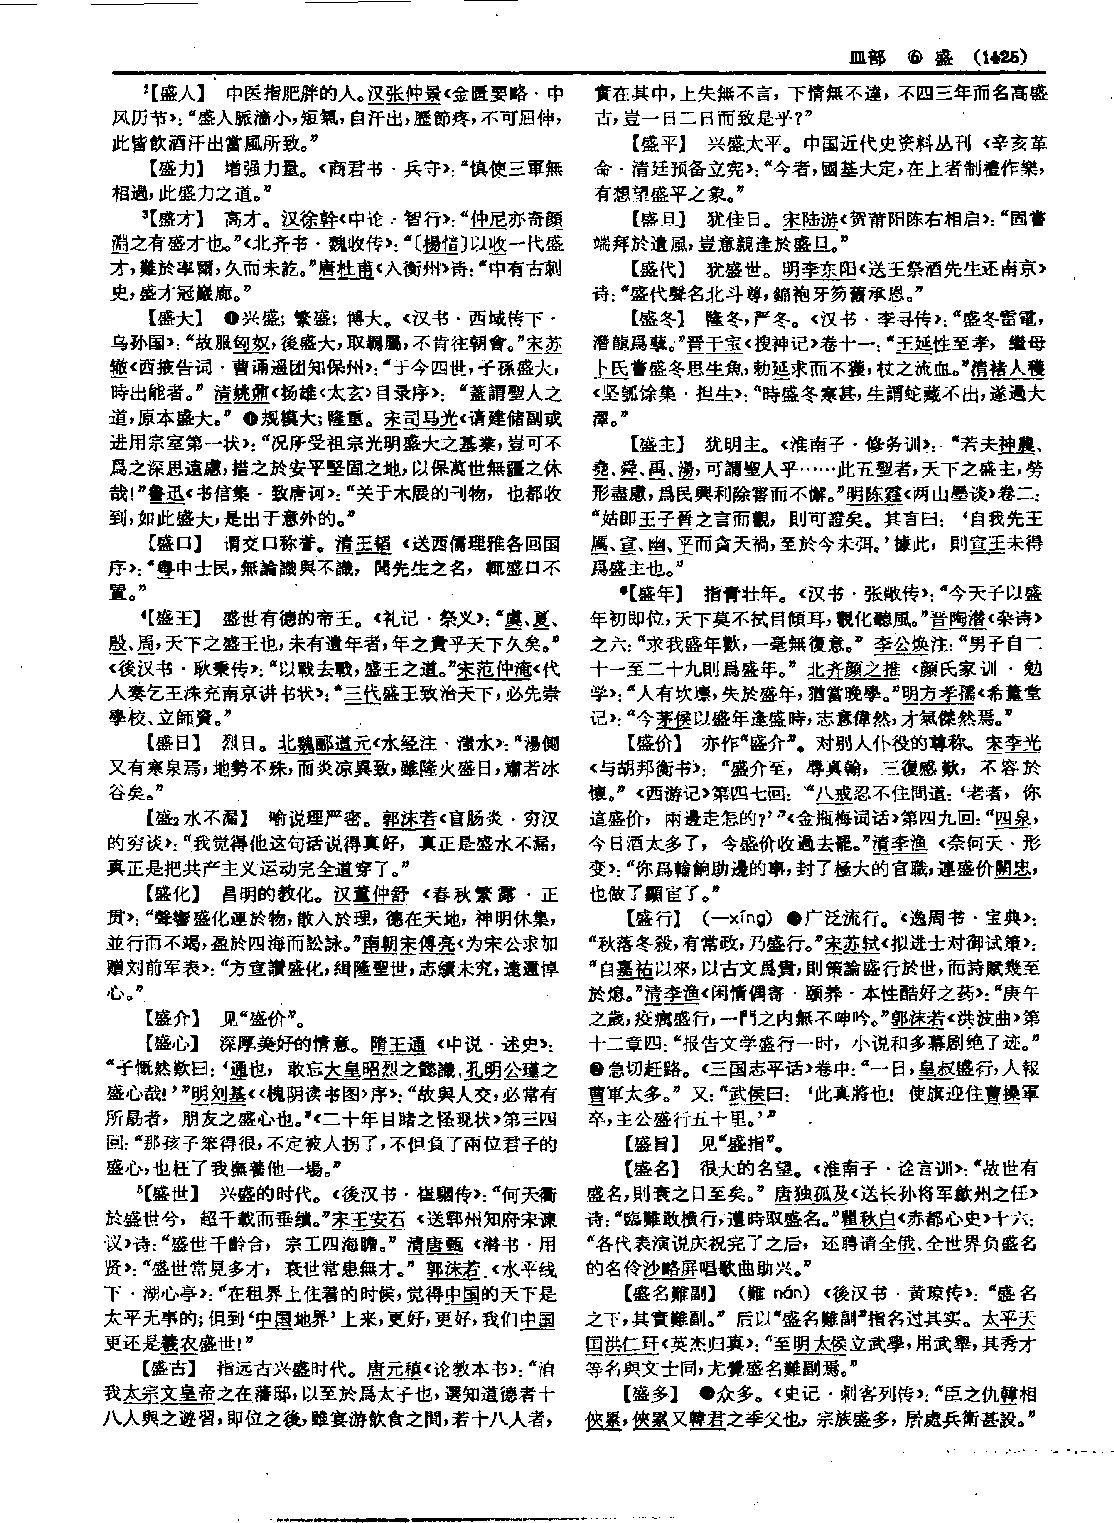 皿部 ⑥ 盛 (1425)
²【盛人】 中医指肥胖的人。汉张仲景《金匮要略·中
风历节》：“盛人脈濇小，短氣，自汗出，歷節疼，不可屈伸，
此皆飲酒汗出當風所致。”
【盛力】 增强力量。《商君书·兵守》：“慎使三軍無
相過，此盛力之道。”
³【盛才】 高才。汉徐幹《中论·智行》：“仲尼亦奇顔
淵之有盛才也。”《北齐书·魏收传》：“〔楊愔〕以收一代盛
才，難於率爾，久而未訖。”唐杜甫《入衡州》诗：“中有古刺
史，盛才冠巖廊。”
【盛大】 ❶兴盛；繁盛；博大。《汉书·西域传下·
乌孙国》：“故服匈奴，後盛大，取羈屬，不肯往朝會。”宋苏
辙《西掖告词·曹诵遥团知保州》：“于今四世，子孫盛大，
時出能者。” 清姚鼐《扬雄〈太玄〉目录序》：“蓋謂聖人之
道，原本盛大。” ❷规模大；隆重。宋司马光《请建储副或
进用宗室第一状》：“况所受祖宗光明盛大之基業，豈可不
爲之深思遠慮，措之於安平堅固之地，以保萬世無疆之休
哉！”鲁迅《书信集·致唐诃》：“关于木展的刊物，也都收
到，如此盛大，是出于意外的。”
【盛口】 谓交口称誉。清王韬《送西儒理雅各回国
序》：“粤中士民，無論識與不識，聞先生之名，輒盛口不
置。”
⁴【盛王】 盛世有德的帝王。《礼记·祭义》：“虞、夏、
殷、周，天下之盛王也，未有遺年者，年之貴乎天下久矣。”
《後汉书·耿秉传》：“以戰去戰，盛王之道。”宋范仲淹《代
人奏乞王洙充南京讲书状》：“三代盛王致治天下，必先崇
學校、立師資。”
【盛日】 烈日。北魏郦道元《水经注·滱水》：“湯側
又有寒泉焉，地勢不殊，而炎凉異致，雖隆火盛日，肅若冰
谷矣。”
【盛₂水不漏】 喻说理严密。郭沫若《盲肠炎·穷汉
的穷谈》：“我觉得他这句话说得真好，真正是盛水不漏，
真正是把共产主义运动完全道穿了。”
【盛化】 昌明的教化。汉董仲舒《春秋繁露·正
贯》：“聲響盛化運於物，散入於理，德在天地，神明休集，
並行而不竭，盈於四海而訟詠。”南朝宋傅亮《为宋公求加
赠刘前军表》：“方宣讚盛化，緝隆聖世，志績未究，遠邇悼
心。”
【盛介】 见“盛价”。
【盛心】 深厚美好的情意。隋王通《中说·述史》：
“子慨然歎曰：‘通也，敢忘大皇昭烈之懿識，孔明公瑾之
盛心哉！’”明刘基《〈槐阴读书图〉序》：“故與人交，必常有
所勗者，朋友之盛心也。”《二十年目睹之怪现状》第三四
回：“那孩子笨得很，不定被人拐了，不但負了兩位君子的
盛心，也枉了我撫養他一場。”
⁵【盛世】 兴盛的时代。《後汉书·崔駰传》：“何天衢
於盛世兮，超千載而垂績。”宋王安石《送郓州知府宋谏
议》诗：“盛世千齡合，宗工四海瞻。” 清唐甄《潜书·用
贤》：“盛世常見多才，衰世常患無才。” 郭沫若《水平线
下·湖心亭》：“在租界上住着的时候，觉得中国的天下是
太平无事的；但到‘中国地界’上来，更好，更好，我们中国
更还是羲农盛世！”
【盛古】 指远古兴盛时代。唐元稹《论教本书》：“洎
我太宗文皇帝之在藩邸，以至於爲太子也，選知道德者十
八人與之遊習，即位之後，雖宴游飲食之間，若十八人者，
實在其中，上失無不言，下情無不達，不四三年而名高盛
古，豈一日二日而致是乎？”
【盛平】 兴盛太平。中国近代史资料丛刊《辛亥革
命·清廷预备立宪》：“今者，國基大定，在上者制禮作樂，
有想望盛平之象。”
【盛旦】 犹佳日。宋陆游《贺莆阳陈右相启》：“固嘗
端拜於遺風，豈意親逢於盛旦。”
【盛代】 犹盛世。明李东阳《送王祭酒先生还南京》
诗：“盛代聲名北斗尊，錦袍牙笏舊承恩。”
【盛冬】 隆冬，严冬。《汉书·李寻传》：“盛冬雷電，
潛龍爲孽。”晋干宝《搜神记》卷十一：“王延性至孝，繼母
卜氏嘗盛冬思生魚，勅延求而不獲，杖之流血。”清褚人穫
《坚瓠馀集·担生》：“時盛冬寒甚，生謂蛇藏不出，遂過大
澤。”
【盛主】 犹明主。《淮南子·脩务训》：“若夫神農、
堯、舜、禹、湯，可謂聖人乎……此五聖者，天下之盛主，勞
形盡慮，爲民興利除害而不懈。”明陈霆《两山墨谈》卷二：
“姑即王子晉之言而觀，則可證矣。其言曰：‘自我先王
厲、宣、幽、平而貪天禍，至於今未弭。’據此，則宣王未得
爲盛主也。”
⁶【盛年】 指青壮年。《汉书·张敞传》：“今天子以盛
年初即位，天下莫不拭目傾耳，觀化聽風。”晋陶潜《杂诗》
之六：“求我盛年歡，一毫無復意。” 李公焕注：“男子自二
十一至二十九則爲盛年。” 北齐颜之推《颜氏家训·勉
学》：“人有坎壈，失於盛年，猶當晚學。”明方孝孺《希董堂
记》：“今茅侯以盛年逢盛時，志意偉然，才氣傑然焉。”
【盛价】 亦作“盛介”。对别人仆役的尊称。宋李光
《与胡邦衡书》：“盛介至，辱真翰，三復感歎，不容於
懷。”《西游记》第四七回：“八戒忍不住問道：‘老者，你
這盛价，兩邊走怎的？’”《金瓶梅词话》第四九回：“四泉，
今日酒太多了，令盛价收過去罷。”清李渔《奈何天·形
变》：“你爲輸餉助邊的事，封了極大的官職，連盛价闕忠，
也做了顯宦了。”
【盛行】 (—xíng) ❶广泛流行。《逸周书·宝典》：
“秋落冬殺，有常政，乃盛行。”宋苏轼《拟进士对御试策》：
“自嘉祐以來，以古文爲貴，則策論盛行於世，而詩賦幾至
於熄。”清李渔《闲情偶寄·颐养·本性酷好之药》：“庚午
之歲，疫癘盛行，一門之内無不呻吟。”郭沫若《洪波曲》第
十二章四：“报告文学盛行一时，小说和多幕剧绝了迹。”
❷急切赶路。《三国志平话》卷中：“一日，皇叔盛行，人報
曹軍太多。” 又：“武侯曰：‘此真將也！使旗迎住曹操軍
卒，主公盛行五十里。’”
【盛旨】 见“盛指”。
【盛名】 很大的名望。《淮南子·诠言训》：“故世有
盛名，則衰之日至矣。” 唐独孤及《送长孙将军歙州之任》
诗：“臨難敢横行，遭時取盛名。”瞿秋白《赤都心史》十六：
“各代表演说庆祝完了之后，还聘请全俄、全世界负盛名
的名伶沙略屏唱歌曲助兴。”
【盛名難副】 (難 nán) 《後汉书·黄琼传》：“盛名
之下，其實難副。” 后以“盛名難副”指名过其实。太平天
国洪仁玕《英杰归真》：“至明太侯立武學，用武舉，其秀才
等名與文士同，尤覺盛名難副焉。”
【盛多】 ❶众多。《史记·刺客列传》：“臣之仇韓相
俠累，俠累又韓君之季父也，宗族盛多，居處兵衛甚設。”